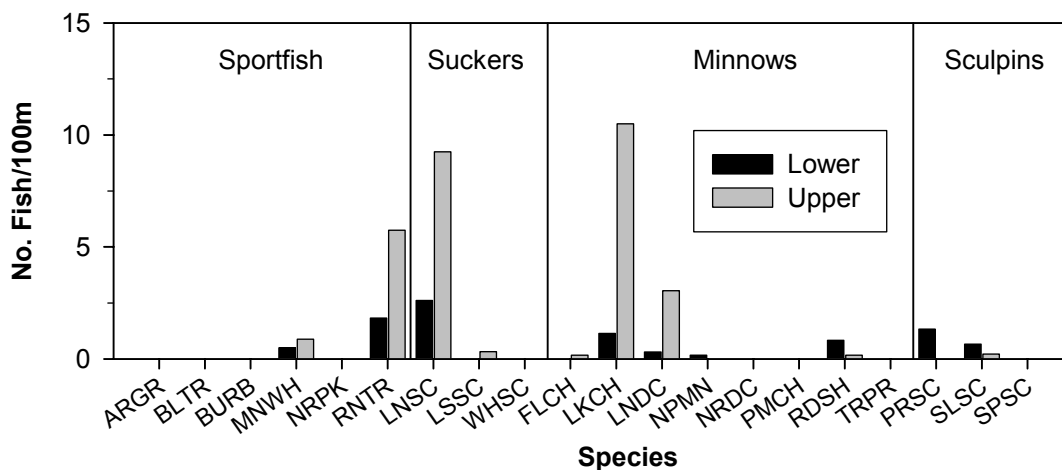 15
Sportfish Suckers Minnows Sculpins
10
Lower
Upper
5
0
No. Fish/100m
ARGR BLTR BURB MNWH NRPK RNTR LNSC LSSC WHSC FLCH LKCH LNDC NPMN NRDC PMCH RDSH TRPR PRSC SLSC SPSC
Species